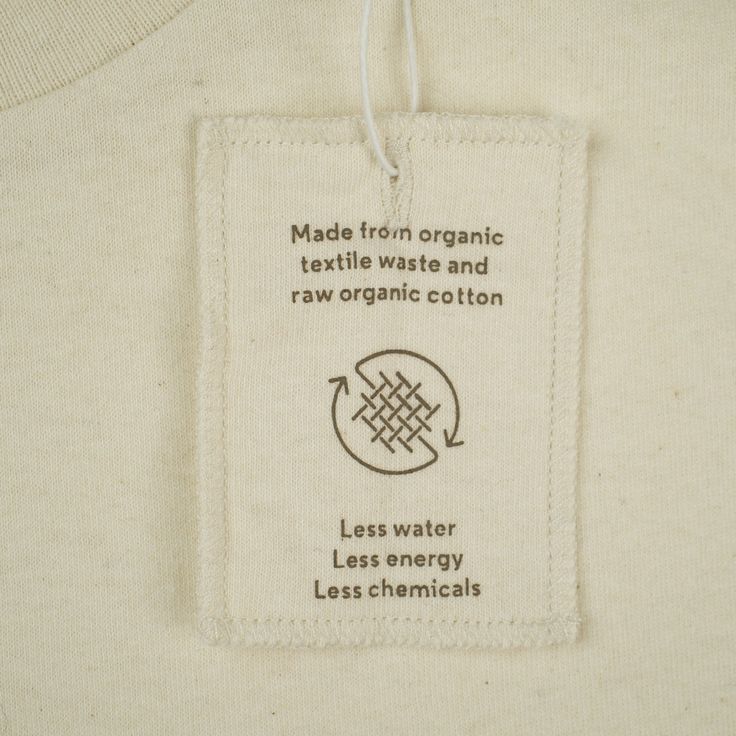 Made from organic
textile waste and
raw organic cotton
Less water
Less energy
Less chemicals